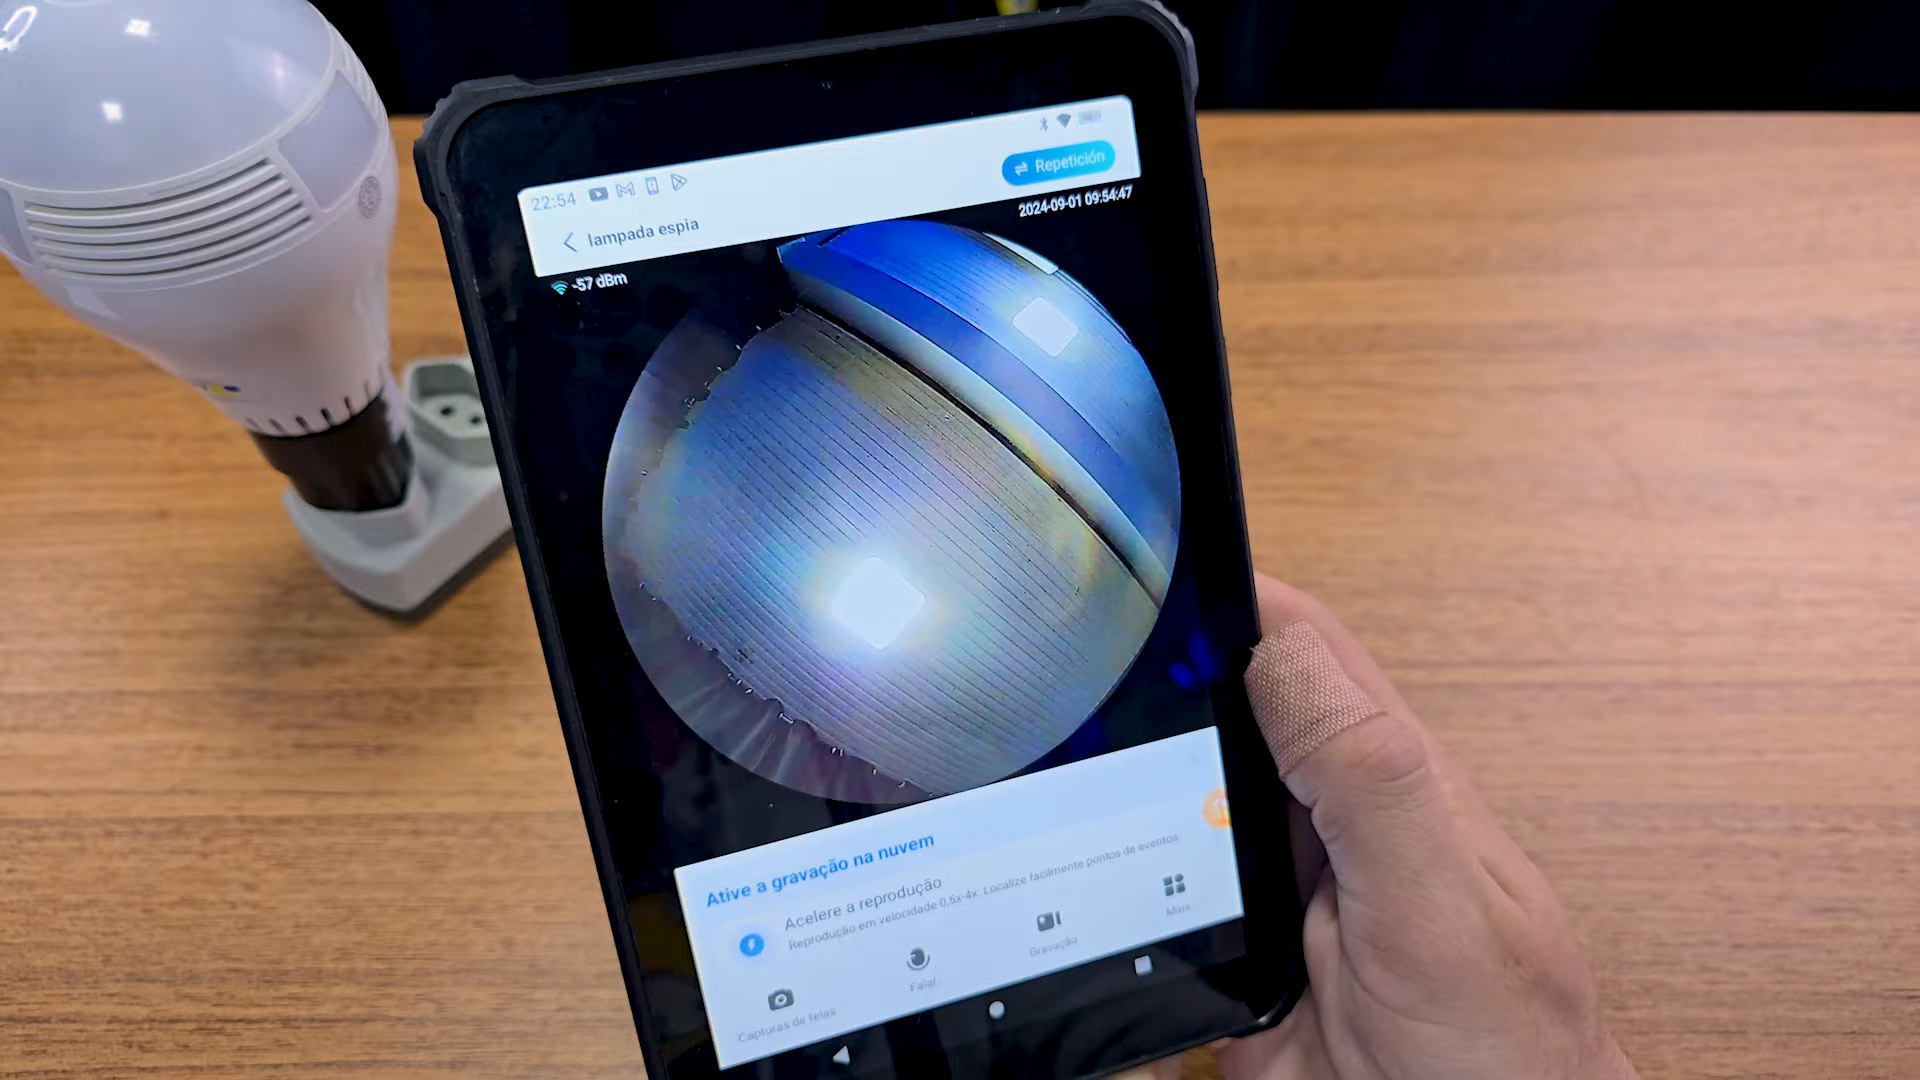 22:54
Repetición
lampada espia
2024-09-01 09:54:47
-57 dBm
Ative a gravação na nuvem
Acelere a reprodução
Reprodução em velocidade 0,5x-4x. Localize facilmente pontos de eventos
Capturas de telas
Falar
Gravação
Mais